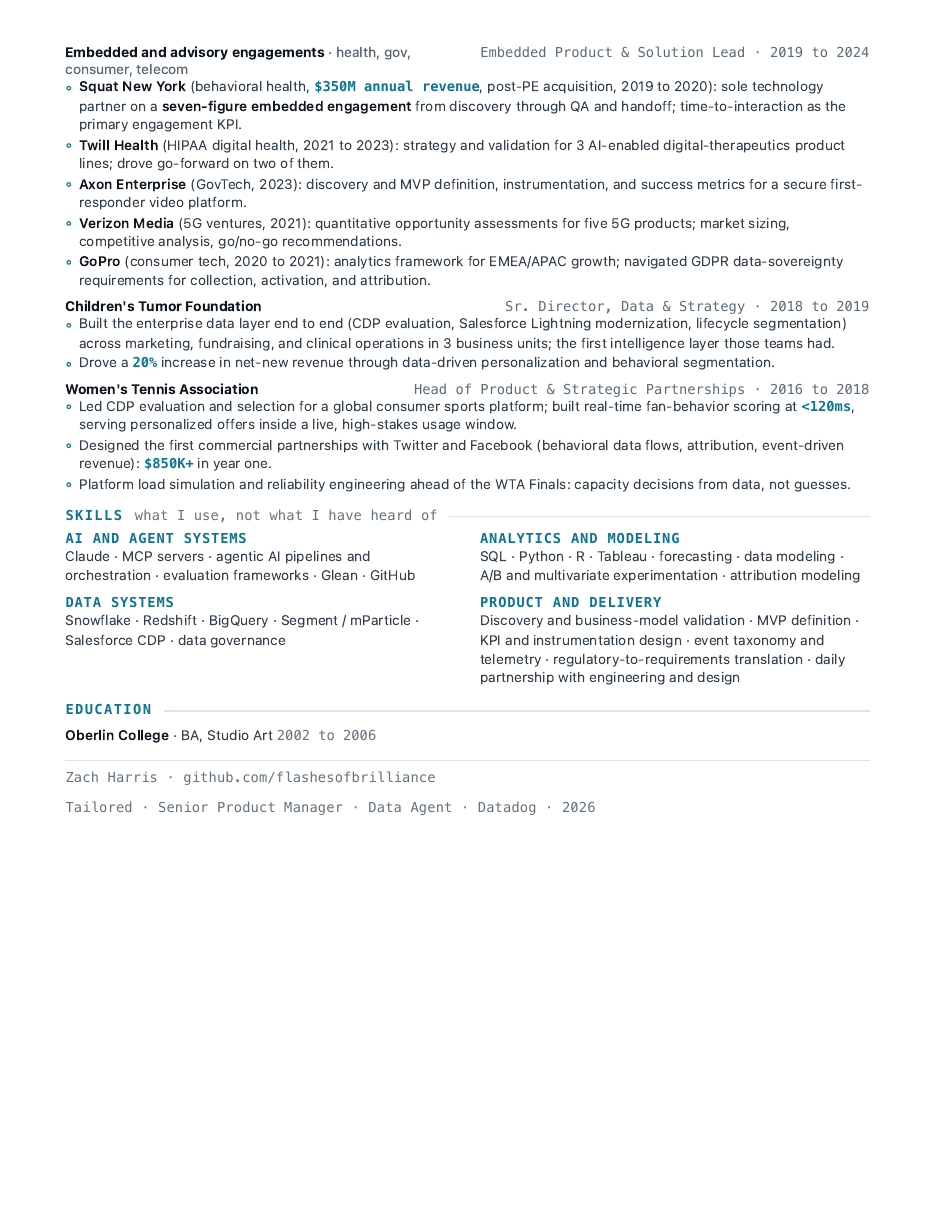 Embedded and advisory engagements · health, gov, Embedded Product & Solution Lead · 2019 to 2024
consumer, telecom
Squat New York (behavioral health, $350M annual revenue, post-PE acquisition, 2019 to 2020): sole technology
partner on a seven-figure embedded engagement from discovery through QA and handoff; time-to-interaction as the
primary engagement KPI.
Twill Health (HIPAA digital health, 2021 to 2023): strategy and validation for 3 AI-enabled digital-therapeutics product
lines; drove go-forward on two of them.
Axon Enterprise (GovTech, 2023): discovery and MVP definition, instrumentation, and success metrics for a secure first-
responder video platform.
Verizon Media (5G ventures, 2021): quantitative opportunity assessments for five 5G products; market sizing,
competitive analysis, go/no-go recommendations.
GoPro (consumer tech, 2020 to 2021): analytics framework for EMEA/APAC growth; navigated GDPR data-sovereignty
requirements for collection, activation, and attribution.
Children's Tumor Foundation Sr. Director, Data & Strategy · 2018 to 2019
Built the enterprise data layer end to end (CDP evaluation, Salesforce Lightning modernization, lifecycle segmentation)
across marketing, fundraising, and clinical operations in 3 business units; the first intelligence layer those teams had.
Drove a 20% increase in net-new revenue through data-driven personalization and behavioral segmentation.
Women's Tennis Association Head of Product & Strategic Partnerships · 2016 to 2018
Led CDP evaluation and selection for a global consumer sports platform; built real-time fan-behavior scoring at <120ms,
serving personalized offers inside a live, high-stakes usage window.
Designed the first commercial partnerships with Twitter and Facebook (behavioral data flows, attribution, event-driven
revenue): $850K+ in year one.
Platform load simulation and reliability engineering ahead of the WTA Finals: capacity decisions from data, not guesses.
SKILLS what I use, not what I have heard of
AI AND AGENT SYSTEMS
Claude · MCP servers · agentic AI pipelines and
orchestration · evaluation frameworks · Glean · GitHub
ANALYTICS AND MODELING
SQL · Python · R · Tableau · forecasting · data modeling ·
A/B and multivariate experimentation · attribution modeling
DATA SYSTEMS
Snowflake · Redshift · BigQuery · Segment / mParticle ·
Salesforce CDP · data governance
PRODUCT AND DELIVERY
Discovery and business-model validation · MVP definition ·
KPI and instrumentation design · event taxonomy and
telemetry · regulatory-to-requirements translation · daily
partnership with engineering and design
EDUCATION
Oberlin College · BA, Studio Art 2002 to 2006
Zach Harris · github.com/flashesofbrilliance
Tailored · Senior Product Manager · Data Agent · Datadog · 2026